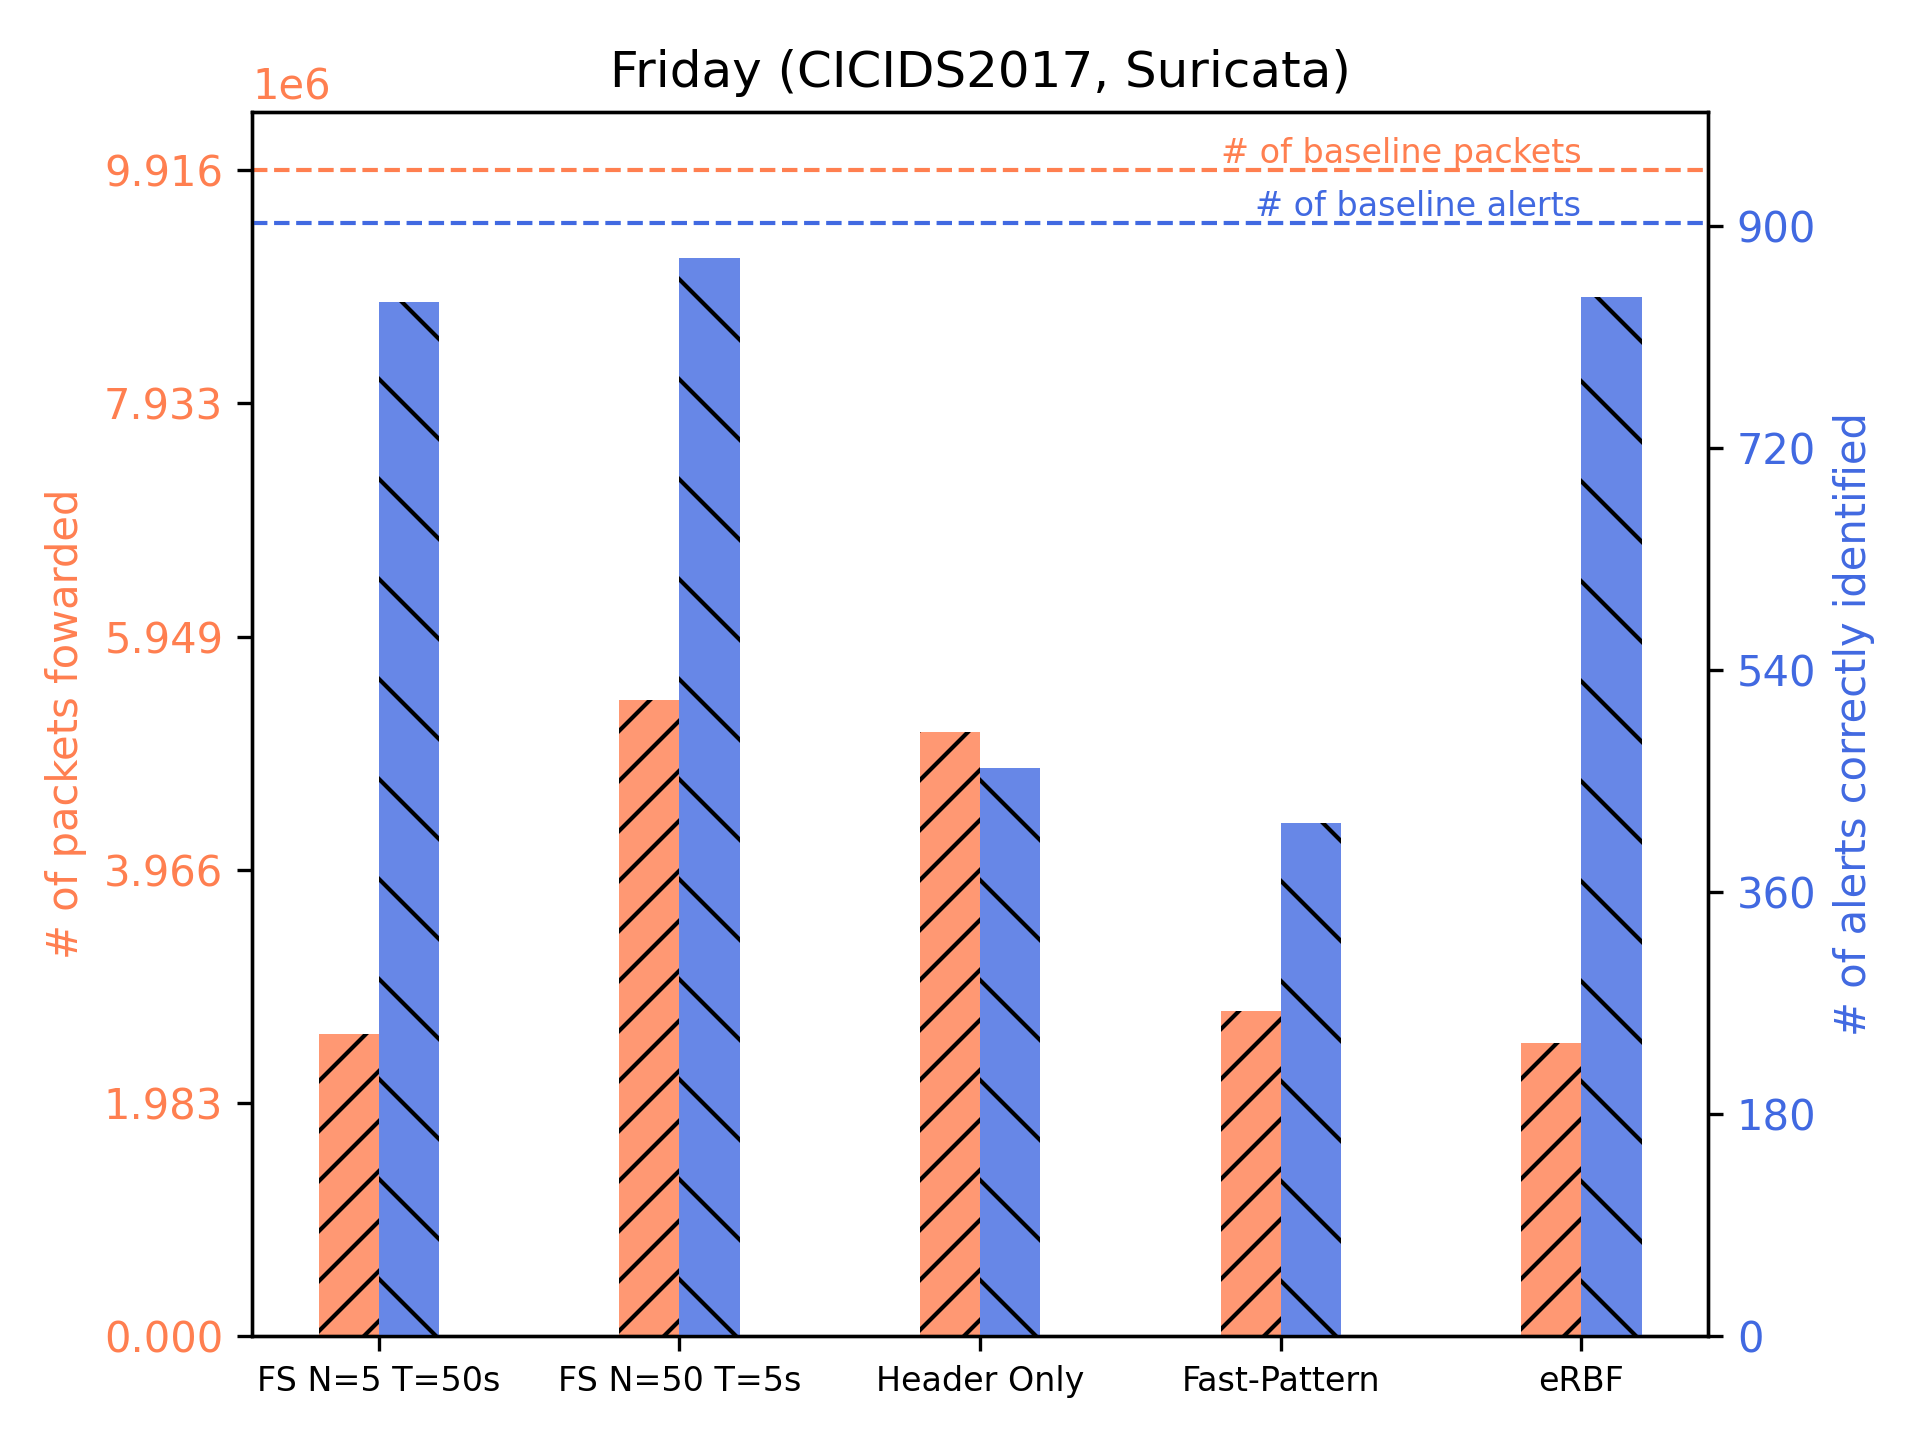 Friday (CICIDS2017, Suricata)
1e6
# of baseline packets
# of baseline alerts
9.916
7.933
5.949
3.966
1.983
0.000
# of packets fowarded
900
720
540
360
180
0
# of alerts correctly identified
FS N=5 T=50s
FS N=50 T=5s
Header Only
Fast-Pattern
eRBF